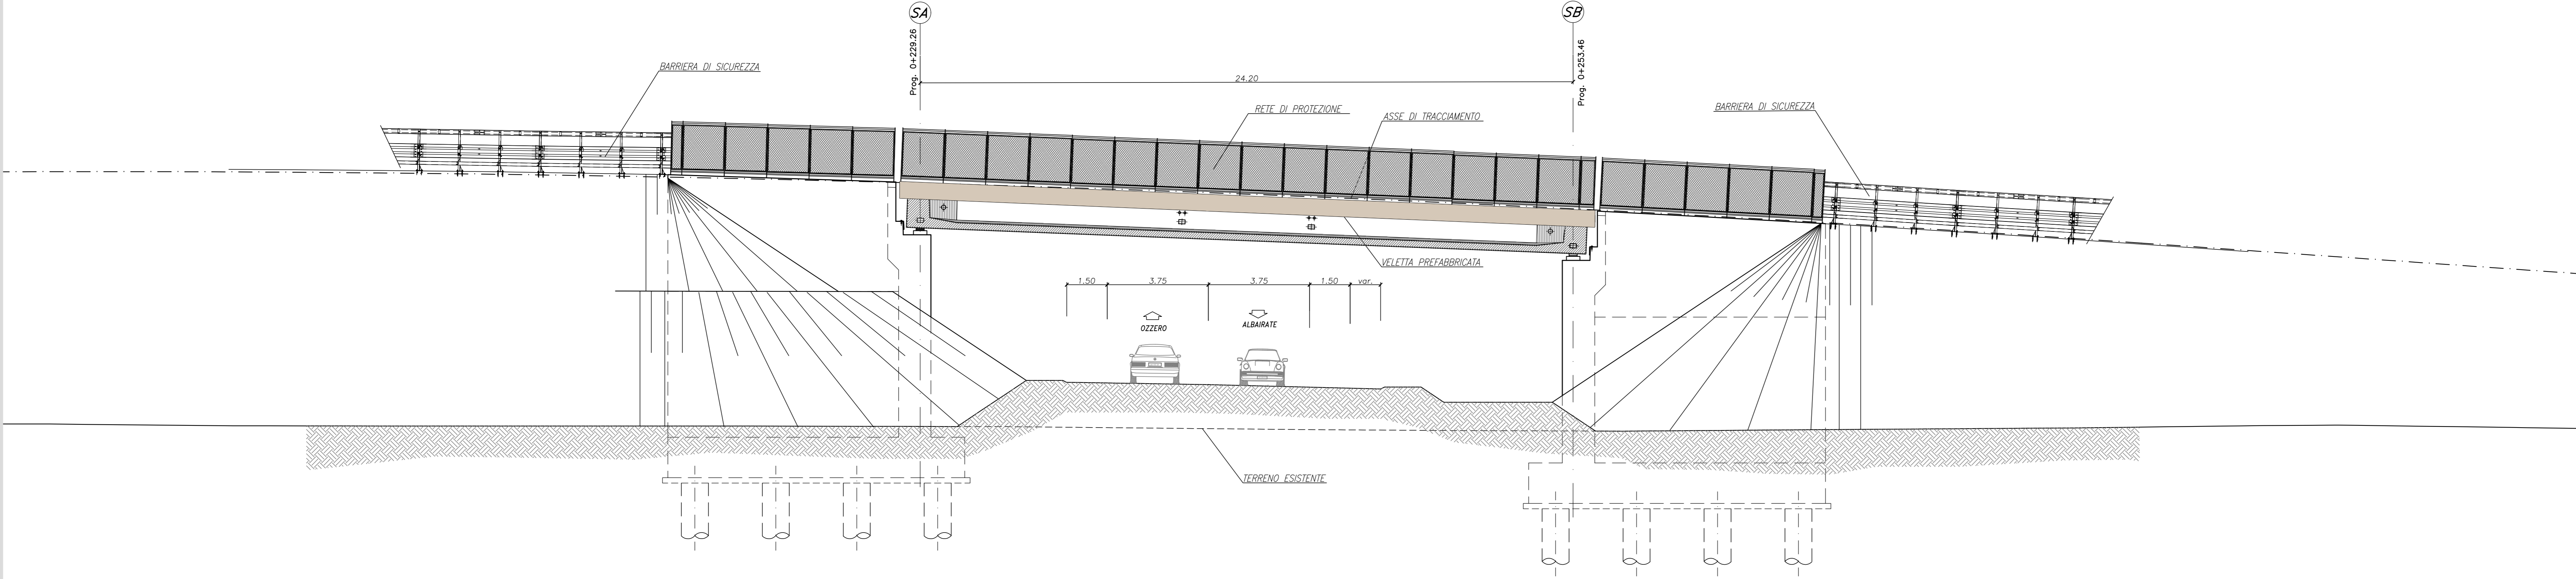 SA
SB
Prog. 0+229.26
Prog. 0+253.46
BARRIERA DI SICUREZZA
24.20
RETE DI PROTEZIONE
ASSE DI TRACCIAMENTO
BARRIERA DI SICUREZZA
VELETTA PREFABBRICATA
1.50
3.75
3.75
1.50
var.
OZZERO
ALBAIRATE
TERRENO ESISTENTE